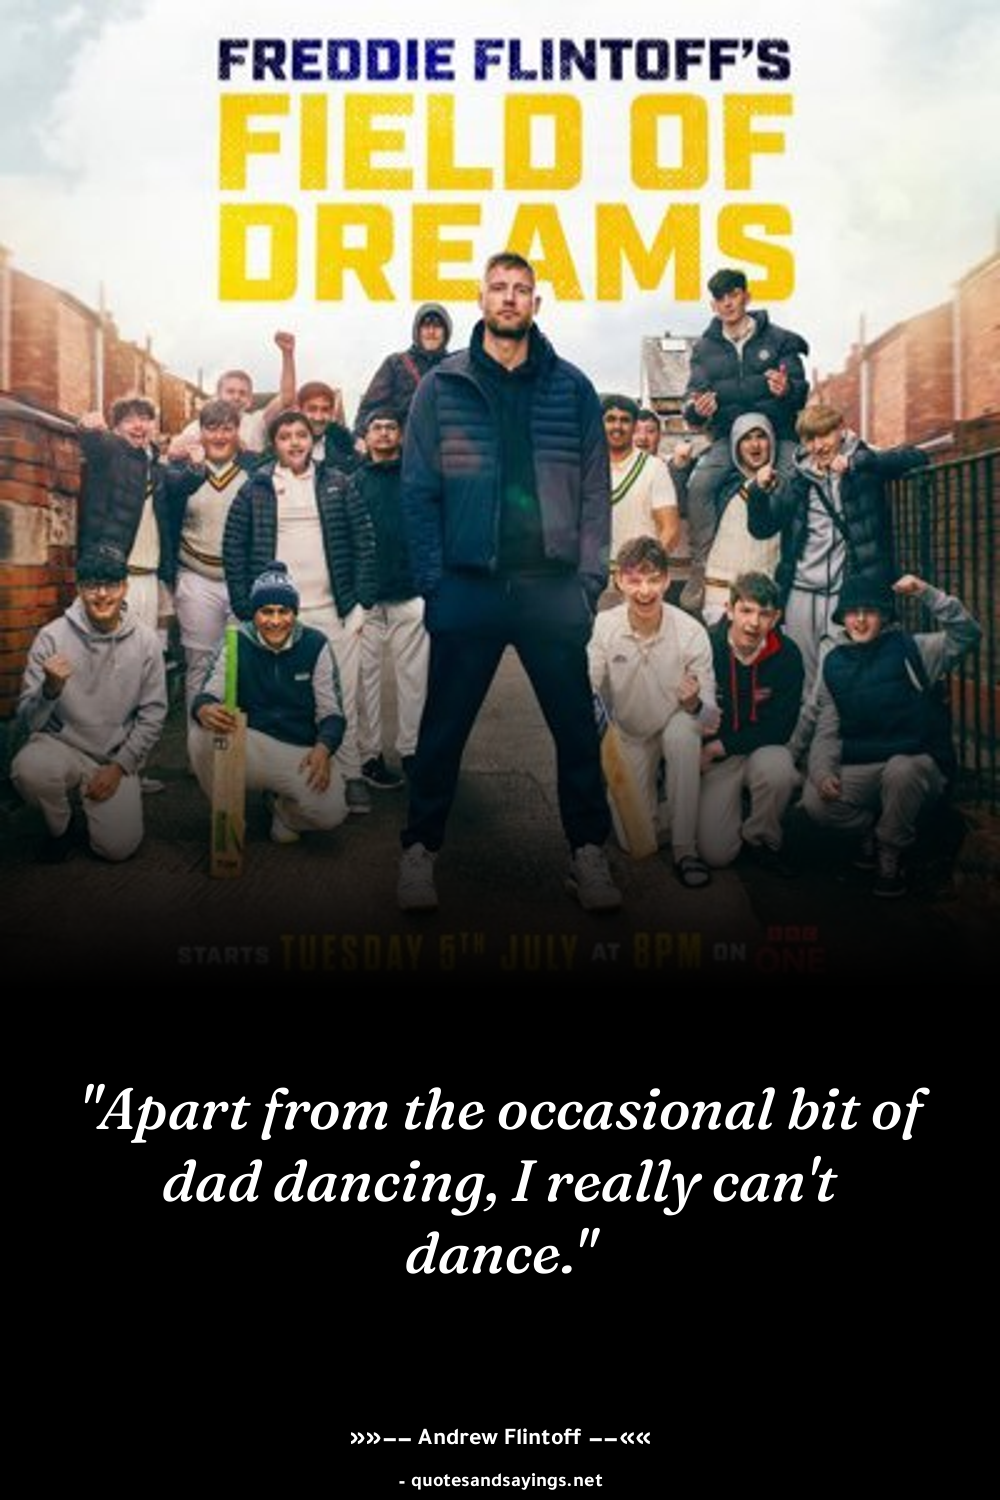 FREDDIE FLINTOFF'S
FIELD OF
DREAMS
STARTS TUESDAY 5TH JULY AT 8PM ON BBC ONE
"Apart from the occasional bit of
dad dancing, I really can't
dance."
»»–– Andrew Flintoff ––««
- quotesandsayings.net